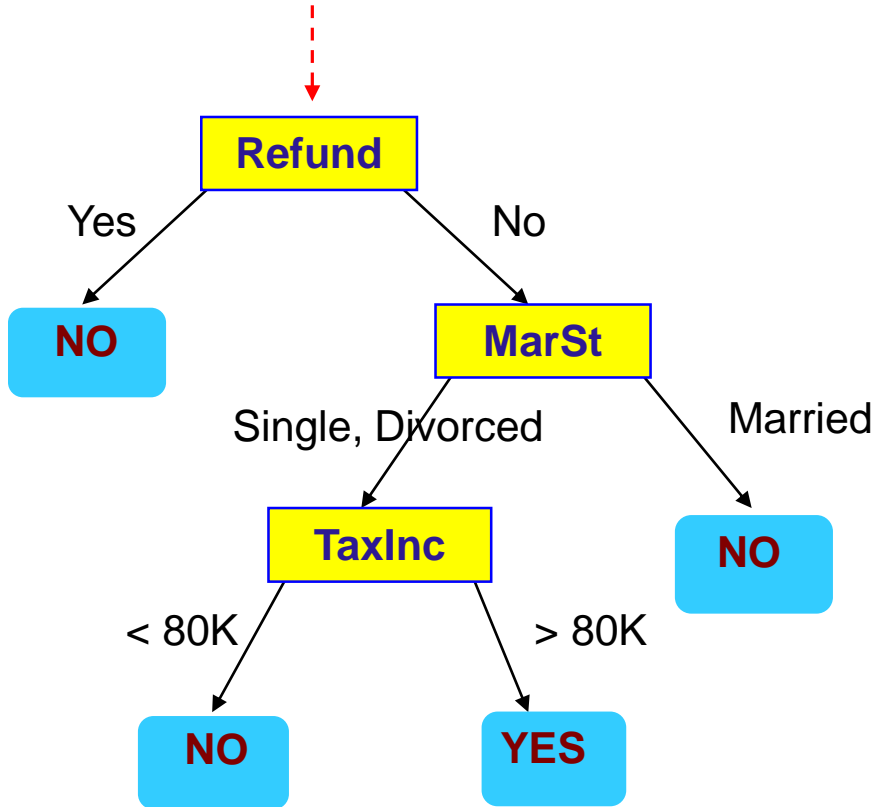 Refund
Yes
No
NO
MarSt
Single, Divorced
Married
TaxInc
NO
< 80K
> 80K
NO
YES